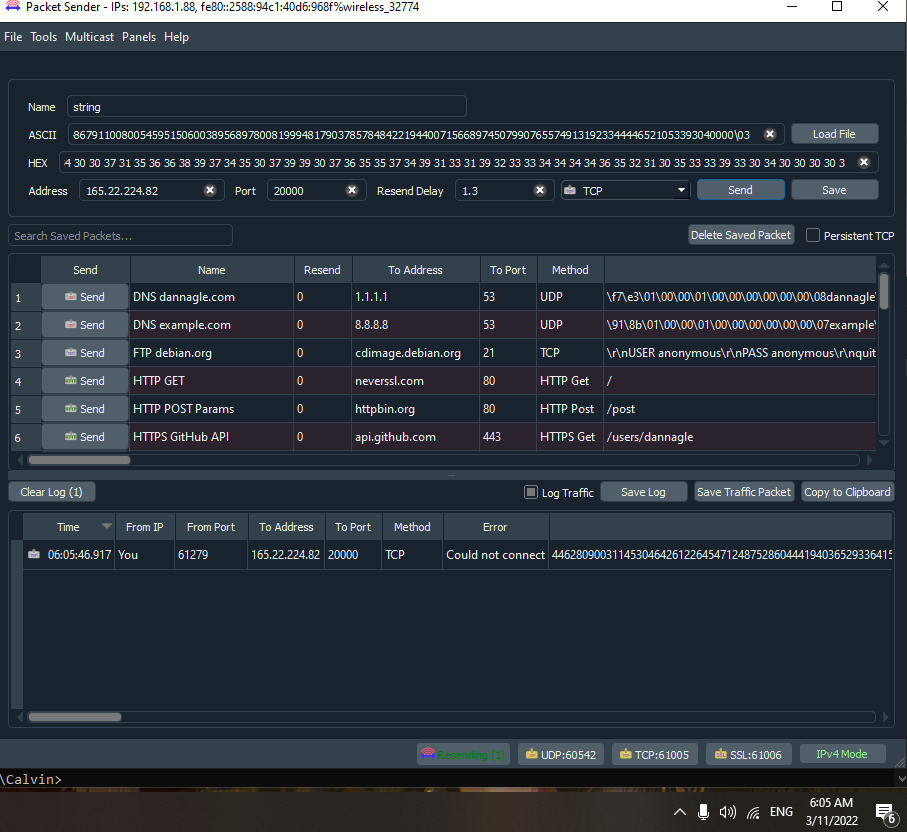 Packet Sender - IPs: 192.168.1.88, fe80::2588:94c1:40d6:968f%wireless_32774
File Tools Multicast Panels Help
Name string
ASCII 8679110080054595150600389568978008199948179037857848422194400715668974507990765574913192334444652105339304 0000\03 Load File
HEX 4 30 30 37 31 35 36 36 38 39 37 34 35 30 37 39 39 30 37 36 35 35 37 34 39 31 33 31 39 32 33 33 34 34 34 34 36 35 32 31 30 35 33 33 39 33 30 34 30 30 30 30 3
Address 165.22.224.82 Port 20000 Resend Delay 1.3 TCP Send Save
Search Saved Packets... Delete Saved Packet Persistent TCP
Send Name Resend To Address To Port Method
1 Send DNS dannagle.com 0 1.1.1.1 53 UDP \f7\e3\01\00\00\01\00\00\00\00\00\00\08dannagle\
2 Send DNS example.com 0 8.8.8.8 53 UDP \91\8b\01\00\00\01\00\00\00\00\00\00\07example\
3 Send FTP debian.org 0 cdimage.debian.org 21 TCP \r\nUSER anonymous\r\nPASS anonymous\r\nquit
4 Send HTTP GET 0 neverssl.com 80 HTTP Get /
5 Send HTTP POST Params 0 httpbin.org 80 HTTP Post /post
6 Send HTTPS GitHub API 0 api.github.com 443 HTTPS Get /users/dannagle
Clear Log (1) Log Traffic Save Log Save Traffic Packet Copy to Clipboard
Time From IP From Port To Address To Port Method Error
06:05:46.917 You 61279 165.22.224.82 20000 TCP Could not connect 446280900311453046426122645471248752860444194036529336415
Resending (1) UDP:60542 TCP:61005 SSL:61006 IPv4 Mode
\Calvin>
ENG 6:05 AM
3/11/2022 6